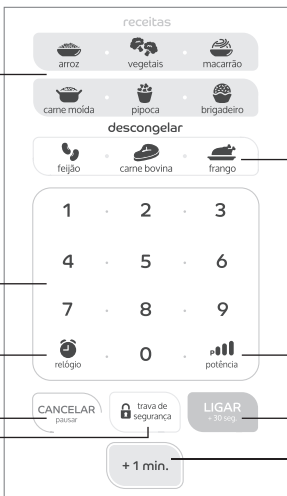 receitas
arroz vegetais macarrão
carne moída pipoca brigadeiro
descongelar
feijão carne bovina frango
1 2 3
4 5 6
7 8 9
relógio 0 P potência
CANCELAR pausar
trava de segurança
LIGAR + 30 seg.
+ 1 min.